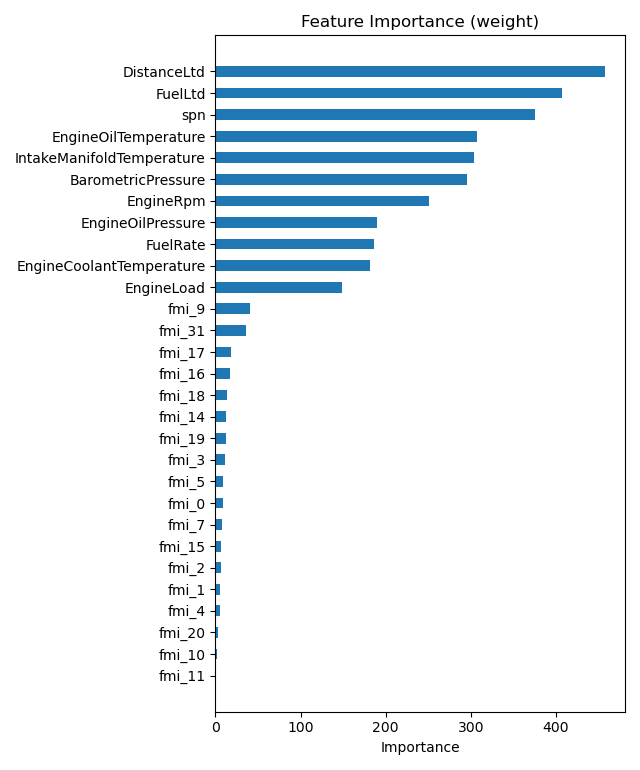 Feature Importance (weight)
DistanceLtd
FuelLtd
spn
EngineOilTemperature
IntakeManifoldTemperature
BarometricPressure
EngineRpm
EngineOilPressure
FuelRate
EngineCoolantTemperature
EngineLoad
fmi_9
fmi_31
fmi_17
fmi_16
fmi_18
fmi_14
fmi_19
fmi_3
fmi_5
fmi_0
fmi_7
fmi_15
fmi_2
fmi_1
fmi_4
fmi_20
fmi_10
fmi_11
0 100 200 300 400
Importance